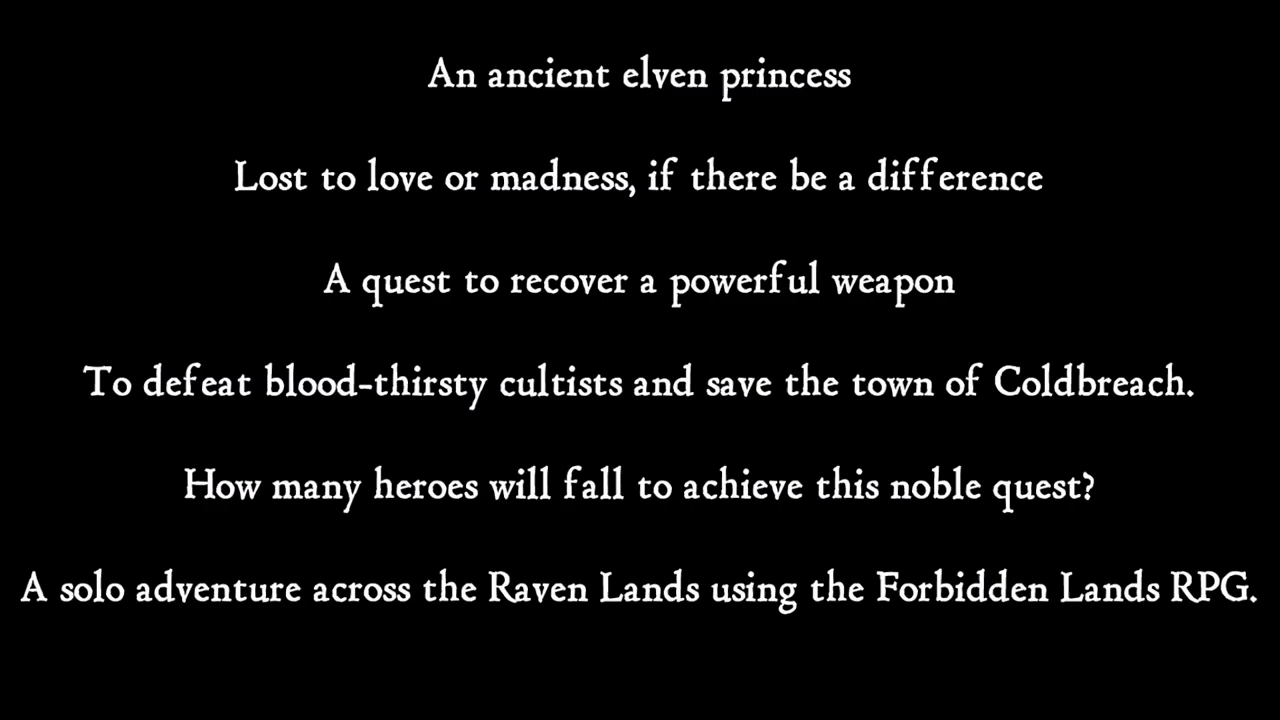 An ancient elven princess
Lost to love or madness, if there be a difference
A quest to recover a powerful weapon
To defeat blood-thirsty cultists and save the town of Coldbreach.
How many heroes will fall to achieve this noble quest?
A solo adventure across the Raven Lands using the Forbidden Lands RPG.